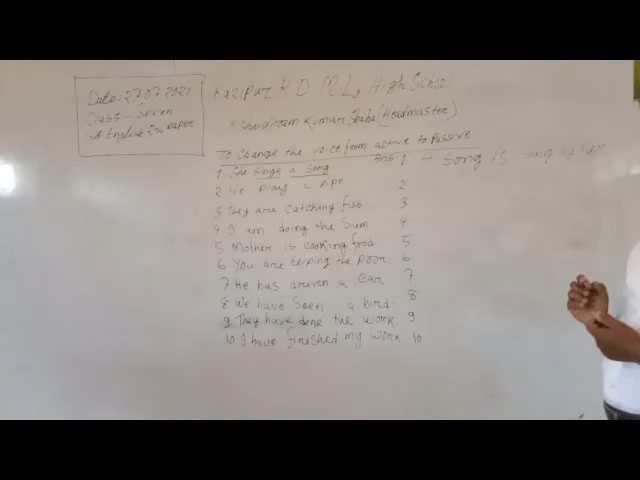 Date: 27.07.2021
Class - Seven
English 2nd paper
Kazipur K D M L, High School
Kumar (Headmaster)
To Change the voice from active to Passive
1 She sings a song Ans: 1 - song is sung by her
2 We play a pipe 2
3 They are catching fish 3
4 I am doing the Sum 4
5 Mother is cooking food 5
6 You are the poor 6
7 He has driven a car 7
8 We have Seen a bird 8
9 They have done the work 9
10 I have finished my work 10